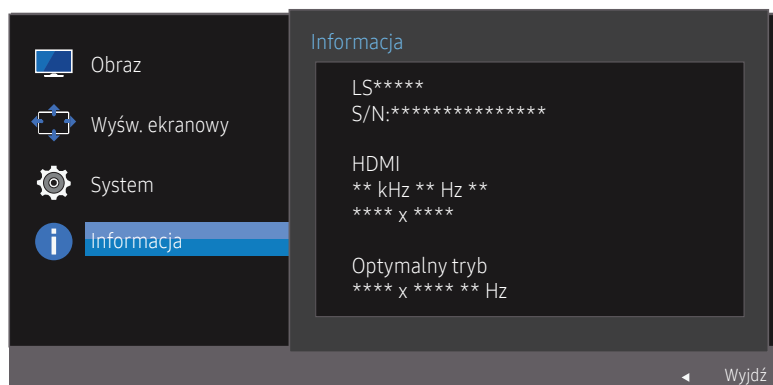 Obraz
Wyśw. ekranowy
System
Informacja
Informacja
LS*****
S/N:***************
HDMI
** kHz ** Hz **
**** x ****
Optymalny tryb
**** x **** ** Hz
Wyjdź